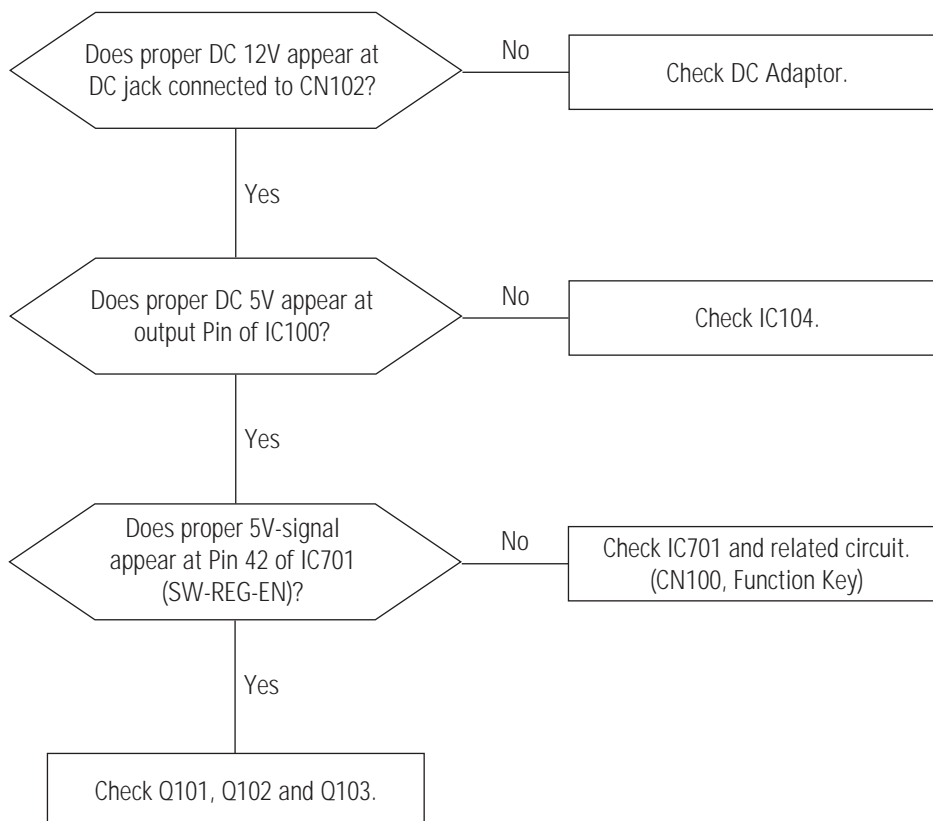 Does proper DC 12V appear at
DC jack connected to CN102?
No
Check DC Adaptor.
Yes
Does proper DC 5V appear at
output Pin of IC100?
No
Check IC104.
Yes
Does proper 5V-signal
appear at Pin 42 of IC701
(SW-REG-EN)?
No
Check IC701 and related circuit.
(CN100, Function Key)
Yes
Check Q101, Q102 and Q103.